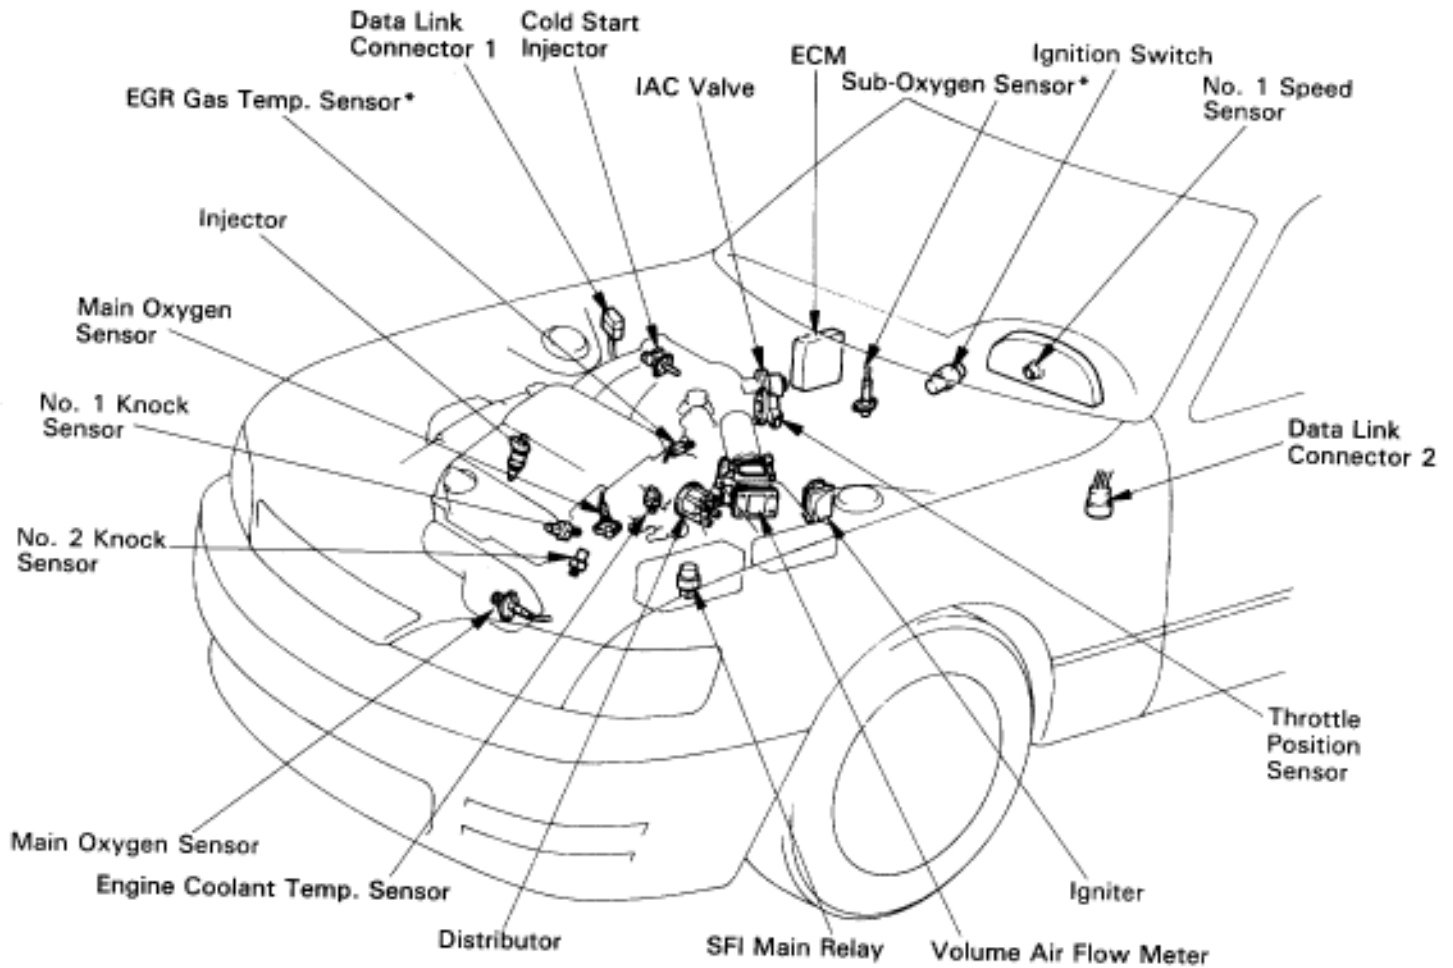 Data Link
Connector 1
Cold Start
Injector
ECM
Ignition Switch
IAC Valve
Sub-Oxygen Sensor*
No. 1 Speed
Sensor
EGR Gas Temp. Sensor*
Injector
Main Oxygen
Sensor
No. 1 Knock
Sensor
Data Link
Connector 2
No. 2 Knock
Sensor
Throttle
Position
Sensor
Main Oxygen Sensor
Engine Coolant Temp. Sensor
Igniter
Distributor
SFI Main Relay
Volume Air Flow Meter